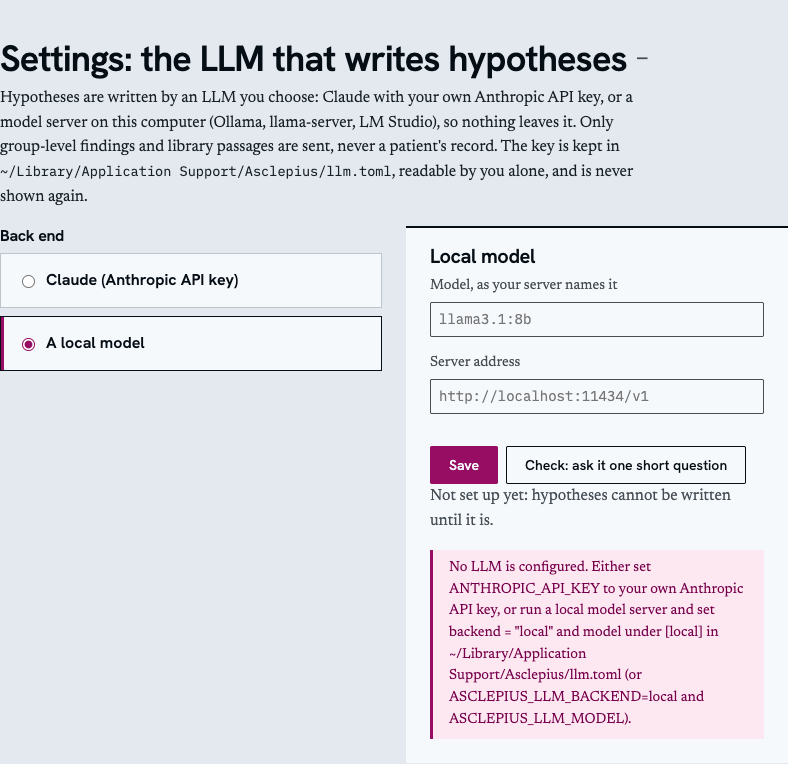 Settings: the LLM that writes hypotheses –
Hypotheses are written by an LLM you choose: Claude with your own Anthropic API key, or a
model server on this computer (Ollama, llama-server, LM Studio), so nothing leaves it. Only
group-level findings and library passages are sent, never a patient's record. The key is kept in
~/Library/Application Support/Asclepius/llm.toml, readable by you alone, and is never
shown again.
Back end
Claude (Anthropic API key)
A local model
Local model
Model, as your server names it
llama3.1:8b
Server address
http://localhost:11434/v1
Save
Check: ask it one short question
Not set up yet: hypotheses cannot be written
until it is.
No LLM is configured. Either set
ANTHROPIC_API_KEY to your own Anthropic
API key, or run a local model server and set
backend = "local" and model under [local] in
~/Library/Application
Support/Asclepius/llm.toml (or
ASCLEPIUS_LLM_BACKEND=local and
ASCLEPIUS_LLM_MODEL).